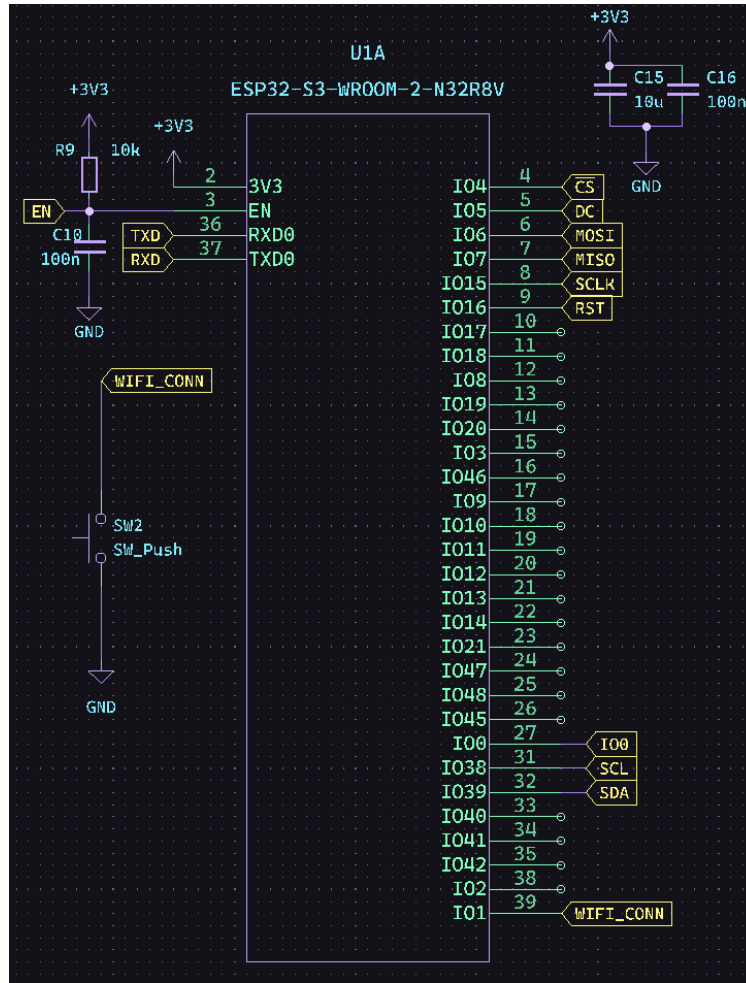 +3V3
U1A
C15
C16
10u
100n
ESP32-S3-WROOM-2-N32R8V
+3V3
+3V3
R9
10k
GND
2
3V3
3
EN
EN
36
RXD0
TXD
37
TXD0
RXD
C10
100n
GND
IO4
4
CS
IO5
5
DC
IO6
6
MOSI
IO7
7
MISO
IO15
8
SCLK
IO16
9
RST
IO17
10
IO18
11
IO8
12
IO19
13
IO20
14
IO3
15
IO46
16
IO9
17
IO10
18
IO11
19
IO12
20
IO13
21
IO14
22
IO21
23
IO47
24
IO48
25
IO45
26
IO0
27
IO0
IO38
31
SCL
IO39
32
SDA
IO40
33
IO41
34
IO42
35
IO2
38
IO1
39
WIFI_CONN
WIFI_CONN
SW2
SW_Push
GND